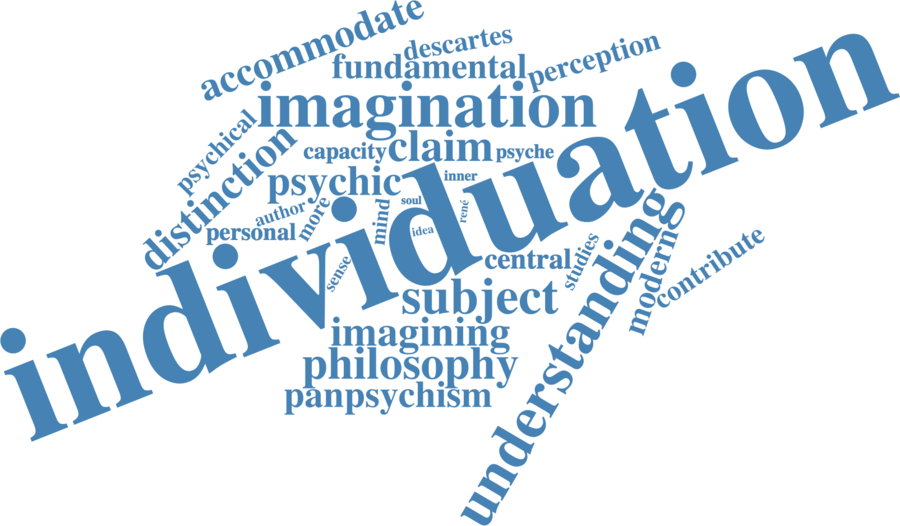 accommodate
descartes
fundamental
perception
imagination
psychical
distinction
capacity
claim
psyche
psychic
inner
individuation
author
more
mind
soul
idea
rené
personal
sense
central
studies
understanding
modern
contribute
subject
imagining
philosophy
panpsychism